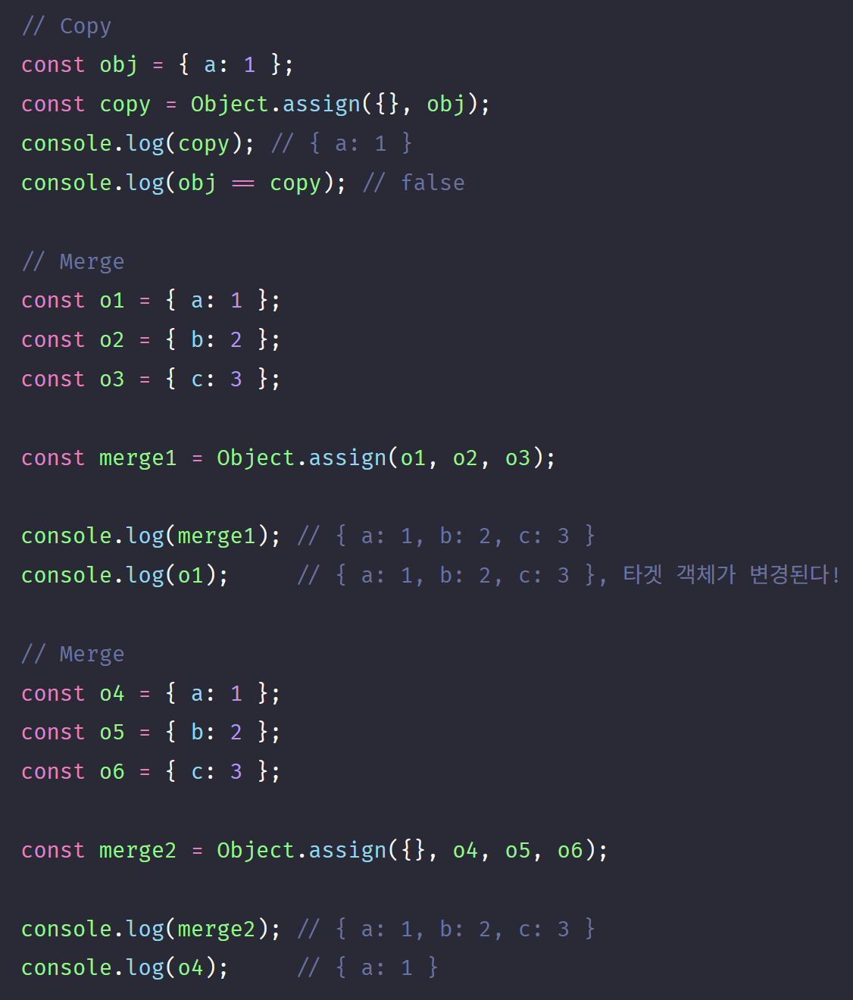 // Copy
const obj = { a: 1 };
const copy = Object.assign({}, obj);
console.log(copy); // { a: 1 }
console.log(obj == copy); // false
// Merge
const o1 = { a: 1 };
const o2 = { b: 2 };
const o3 = { c: 3 };
const merge1 = Object.assign(o1, o2, o3);
console.log(merge1); // { a: 1, b: 2, c: 3 }
console.log(o1);     // { a: 1, b: 2, c: 3 }, 타겟 객체가 변경된다!
// Merge
const o4 = { a: 1 };
const o5 = { b: 2 };
const o6 = { c: 3 };
const merge2 = Object.assign({}, o4, o5, o6);
console.log(merge2); // { a: 1, b: 2, c: 3 }
console.log(o4);     // { a: 1 }